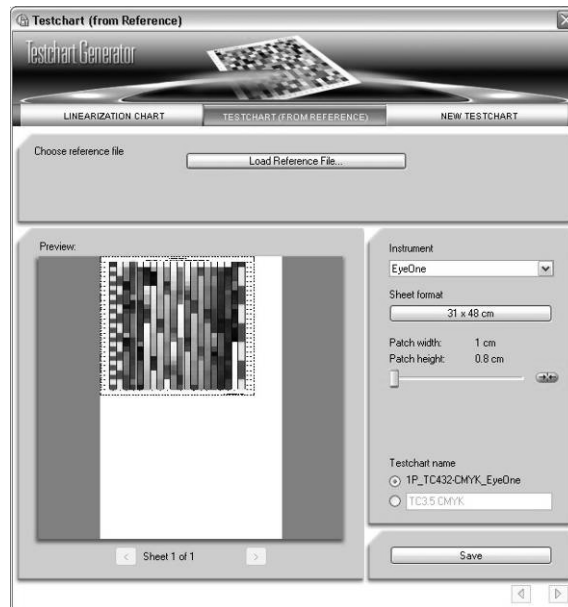 Testchart (from Reference)
Testchart Generator
LINEARIZATION CHART
TESTCHART (FROM REFERENCE)
NEW TESTCHART
Choose reference file
Load Reference File...
Preview:
Sheet 1 of 1
Instrument
EyeOne
Sheet format
31 x 48 cm
Patch width: 1 cm
Patch height: 0.8 cm
Testchart name
1P_TC432-CMYK_EyeOne
TC3.5 CMYK
Save